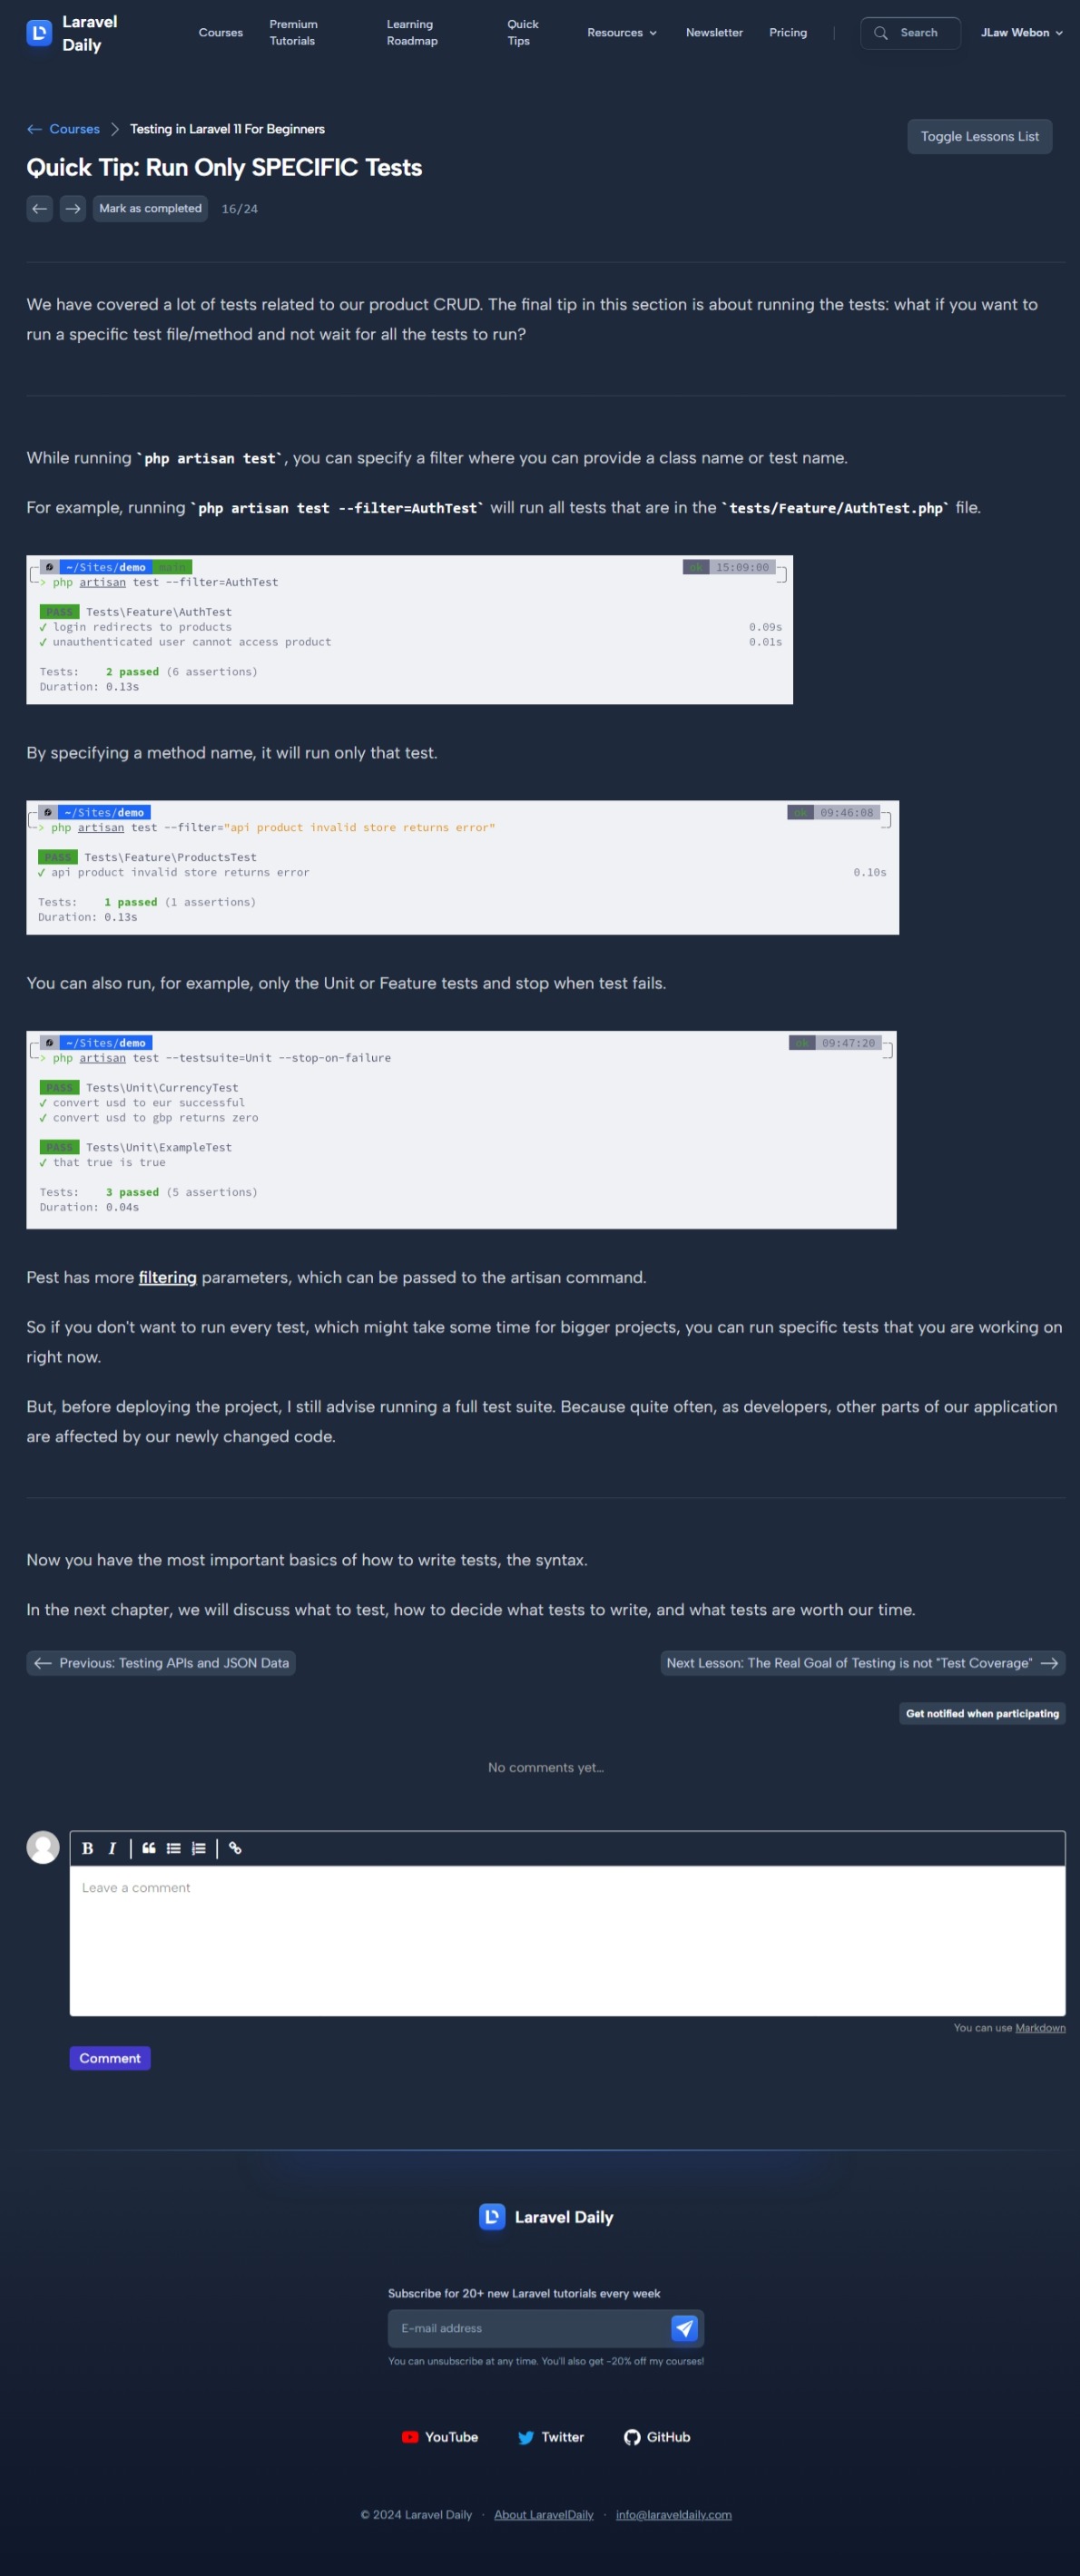 Laravel Daily
Courses
Premium Tutorials
Learning Roadmap
Quick Tips
Resources
Newsletter
Pricing
Search
JLaw Webon
Courses
Testing in Laravel 11 For Beginners
Toggle Lessons List
Quick Tip: Run Only SPECIFIC Tests
Mark as completed
16/24
We have covered a lot of tests related to our product CRUD. The final tip in this section is about running the tests: what if you want to
run a specific test file/method and not wait for all the tests to run?
While running `php artisan test`, you can specify a filter where you can provide a class name or test name.
For example, running `php artisan test --filter=AuthTest` will run all tests that are in the `tests/Feature/AuthTest.php` file.
~/Sites/demo main ok 15:09:00
> php artisan test --filter=AuthTest
PASS Tests\Feature\AuthTest
✓ login redirects to products 0.09s
✓ unauthenticated user cannot access product 0.01s
Tests: 2 passed (6 assertions)
Duration: 0.13s
By specifying a method name, it will run only that test.
~/Sites/demo ok 09:46:08
> php artisan test --filter="api product invalid store returns error"
PASS Tests\Feature\ProductsTest
✓ api product invalid store returns error 0.10s
Tests: 1 passed (1 assertions)
Duration: 0.13s
You can also run, for example, only the Unit or Feature tests and stop when test fails.
~/Sites/demo ok 09:47:20
> php artisan test --testsuite=Unit --stop-on-failure
PASS Tests\Unit\CurrencyTest
✓ convert usd to eur successful
✓ convert usd to gbp returns zero
PASS Tests\Unit\ExampleTest
✓ that true is true
Tests: 3 passed (5 assertions)
Duration: 0.04s
Pest has more filtering parameters, which can be passed to the artisan command.
So if you don't want to run every test, which might take some time for bigger projects, you can run specific tests that you are working on
right now.
But, before deploying the project, I still advise running a full test suite. Because quite often, as developers, other parts of our application
are affected by our newly changed code.
Now you have the most important basics of how to write tests, the syntax.
In the next chapter, we will discuss what to test, how to decide what tests to write, and what tests are worth our time.
Previous: Testing APIs and JSON Data
Next Lesson: The Real Goal of Testing is not "Test Coverage"
Get notified when participating
No comments yet…
B I
Leave a comment
You can use Markdown
Comment
Laravel Daily
Subscribe for 20+ new Laravel tutorials every week
E-mail address
You can unsubscribe at any time. You'll also get -20% off my courses!
YouTube
Twitter
GitHub
© 2024 Laravel Daily · About LaravelDaily · info@laraveldaily.com